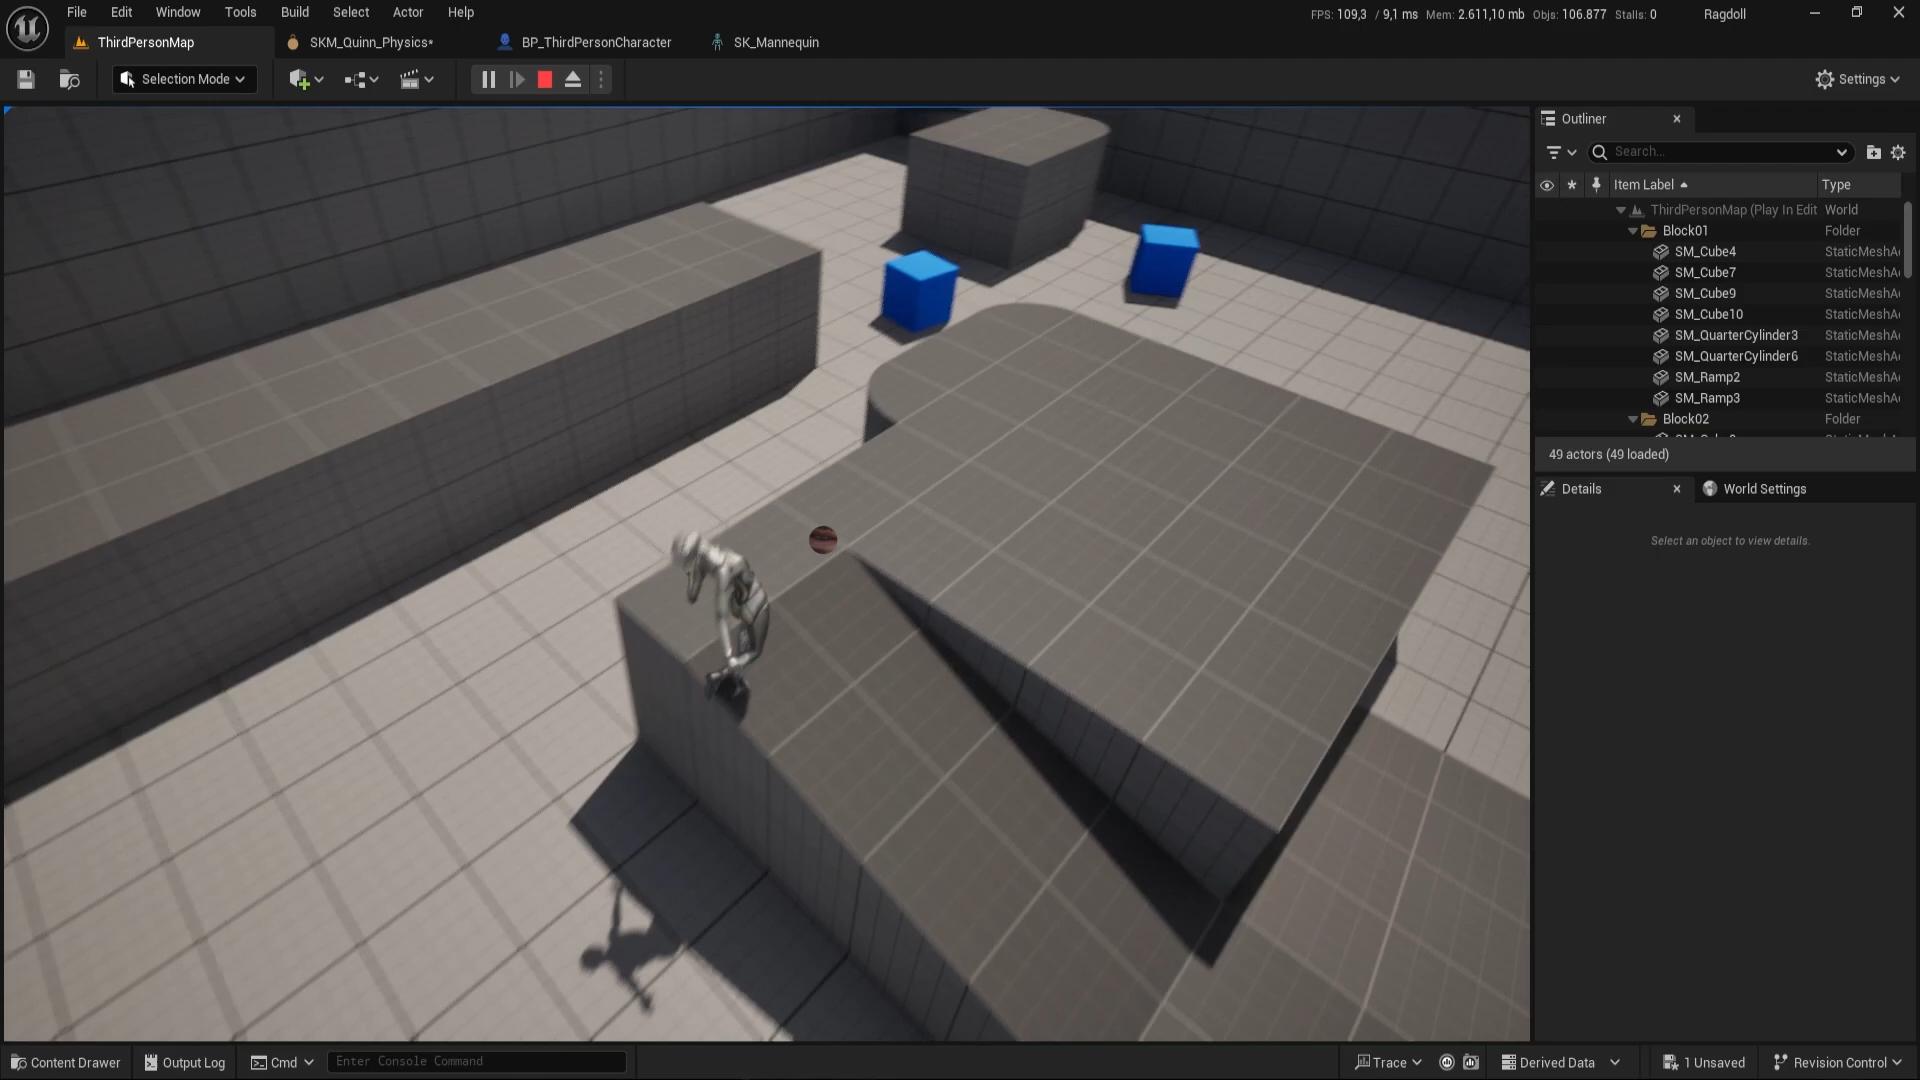 File Edit Window Tools Build Select Actor Help
FPS: 109,3 / 9,1 ms Mem: 2.611,10 mb Objs: 106.877 Stalls: 0
Ragdoll
ThirdPersonMap
SKM_Quinn_Physics*
BP_ThirdPersonCharacter
SK_Mannequin
Selection Mode
Settings
Outliner
Search...
Item Label Type
ThirdPersonMap (Play In Edit World
Block01 Folder
SM_Cube4 StaticMeshA
SM_Cube7 StaticMeshA
SM_Cube9 StaticMeshA
SM_Cube10 StaticMeshA
SM_QuarterCylinder3 StaticMeshA
SM_QuarterCylinder6 StaticMeshA
SM_Ramp2 StaticMeshA
SM_Ramp3 StaticMeshA
Block02 Folder
49 actors (49 loaded)
Details
World Settings
Select an object to view details.
Content Drawer
Output Log
Cmd
Enter Console Command
Trace
Derived Data
1 Unsaved
Revision Control